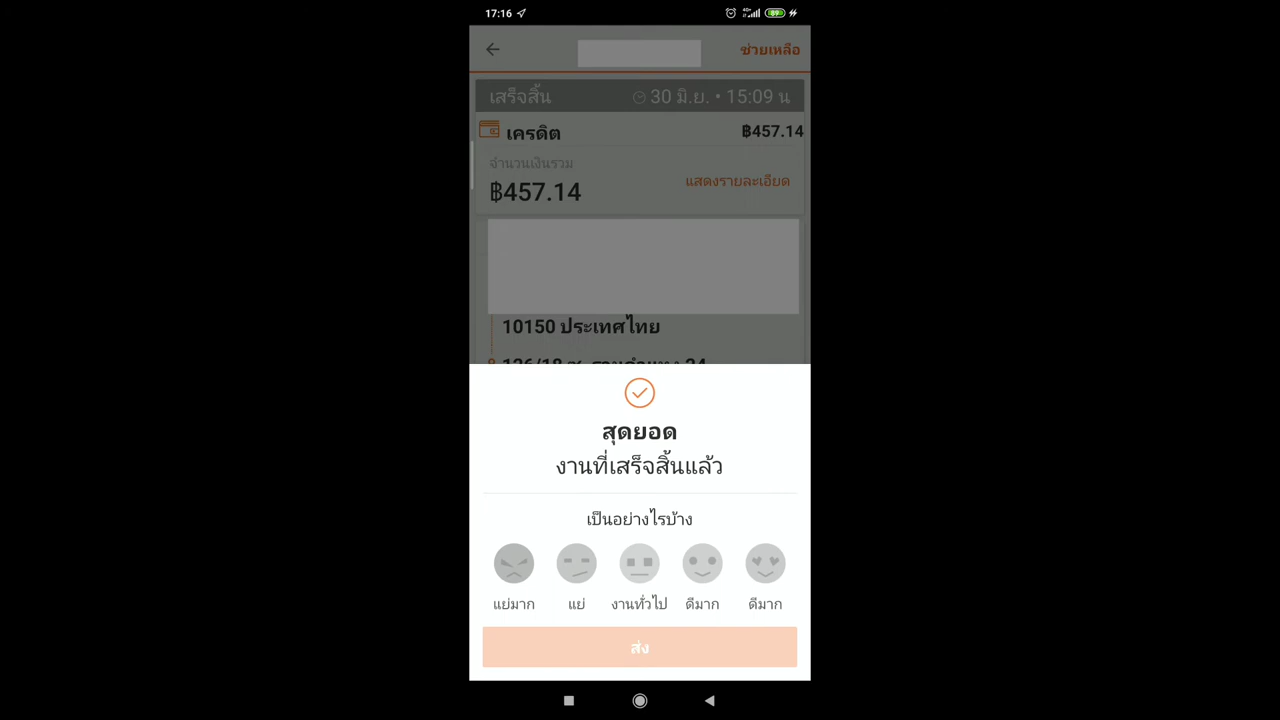 17:16
4G+
89
ช่วยเหลือ
เสร็จสิ้น 30 มิ.ย. • 15:09 น
เครดิต ฿457.14
จำนวนเงินรวม
฿457.14 แสดงรายละเอียด
10150 ประเทศไทย
สุดยอด
งานที่เสร็จสิ้นแล้ว
เป็นอย่างไรบ้าง
แย่มาก แย่ งานทั่วไป ดีมาก ดีมาก
ส่ง